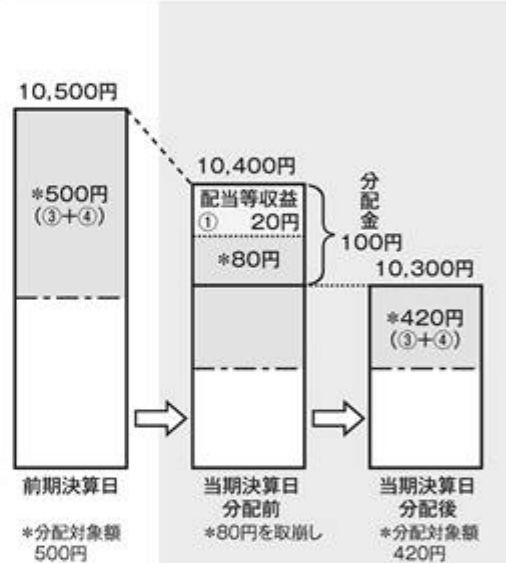 10,500円
*500円
(③+④)
前期決算日
*分配対象額
500円
10,400円
配当等収益
① 20円
*80円
分配金
100円
当期決算日
分配前
*80円を取崩し
10,300円
*420円
(③+④)
当期決算日
分配後
*分配対象額
420円